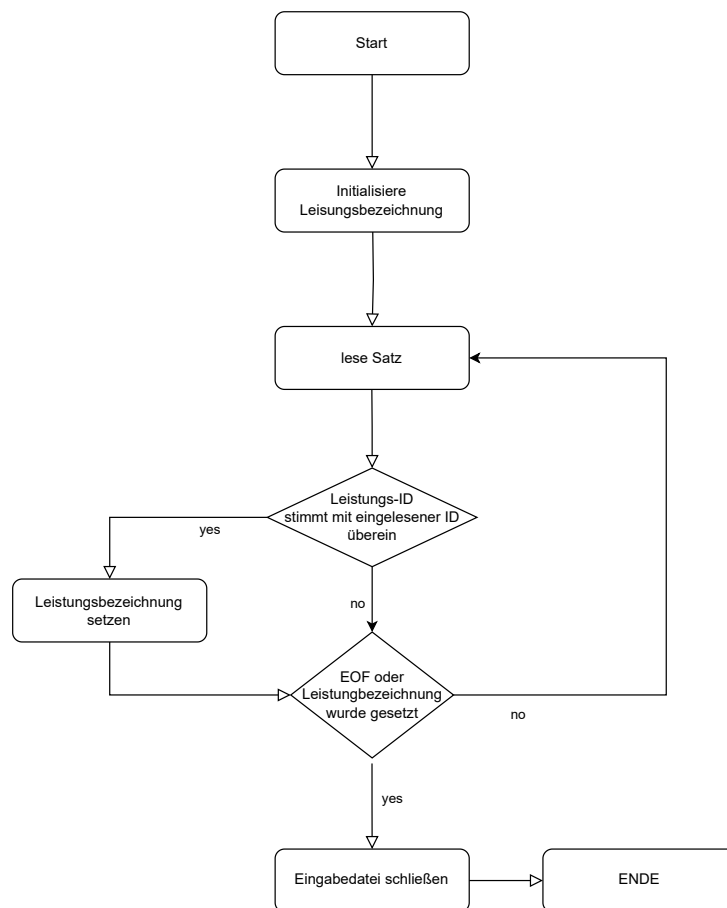 Start
Initialisiere
Leisungsbezeichnung
lese Satz
Leistungs-ID
stimmt mit eingelesener ID
überein
yes
Leistungsbezeichnung
setzen
no
EOF oder
Leistungbezeichnung
wurde gesetzt
no
yes
Eingabedatei schließen
ENDE